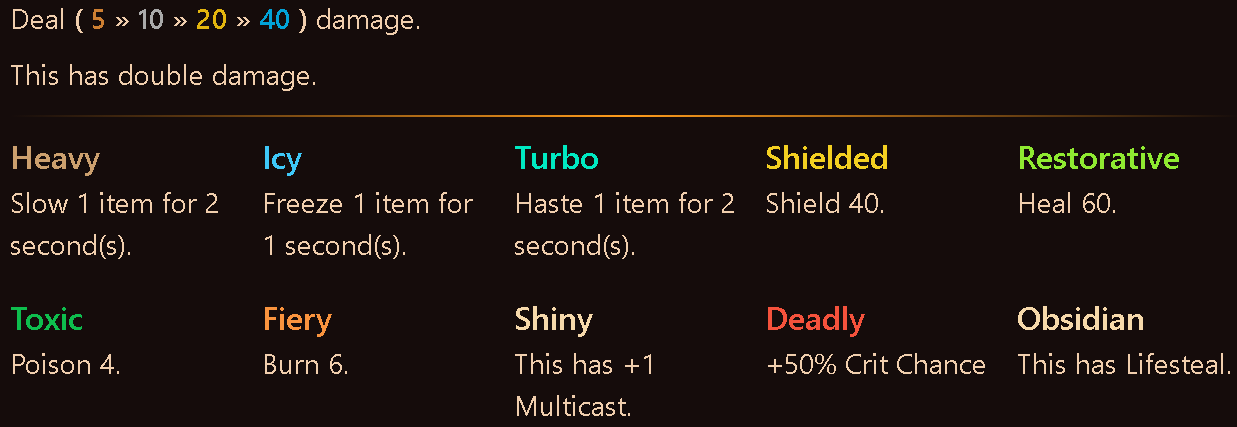 Deal ( 5 » 10 » 20 » 40 ) damage.
This has double damage.
Heavy
Slow 1 item for 2
second(s).
Icy
Freeze 1 item for
1 second(s).
Turbo
Haste 1 item for 2
second(s).
Shielded
Shield 40.
Restorative
Heal 60.
Toxic
Poison 4.
Fiery
Burn 6.
Shiny
This has +1
Multicast.
Deadly
+50% Crit Chance
Obsidian
This has Lifesteal.